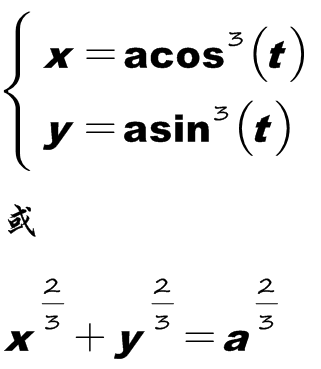 x = acos³(t)
y = asin³(t)
或
x^(2/3) + y^(2/3) = a^(2/3)